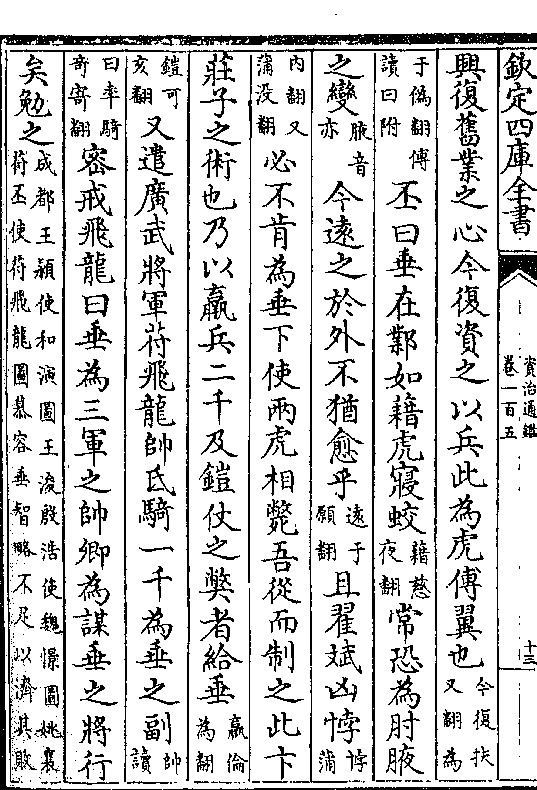 欽定四庫全書
資治通鑑
卷一百五
十三
興復舊業之心今復資之以兵此為虎傅翼也今復扶又翻為
于偽翻傅讀曰附丕曰垂在鄴如藉虎寢蛟藉慈夜翻常恐為肘腋
之變腋音亦今遠之於外不猶愈乎遠于願翻且翟斌凶悖悖蒲
内翻又蒲没翻必不肯為垂下使兩虎相斃吾從而制之此卞
莊子之術也乃以羸兵二千及鎧仗之弊者給垂羸倫為翻
鎧可亥翻又遣廣武將軍苻飛龍帥氐騎一千為垂之副帥讀
曰率騎奇寄翻密戒飛龍曰垂為三軍之帥卿為謀垂之將行
矣勉之成都王穎使和演圖王浚殷浩使魏憬圖姚襄苻丕使苻飛龍圖慕容垂智略不足以濟其敗